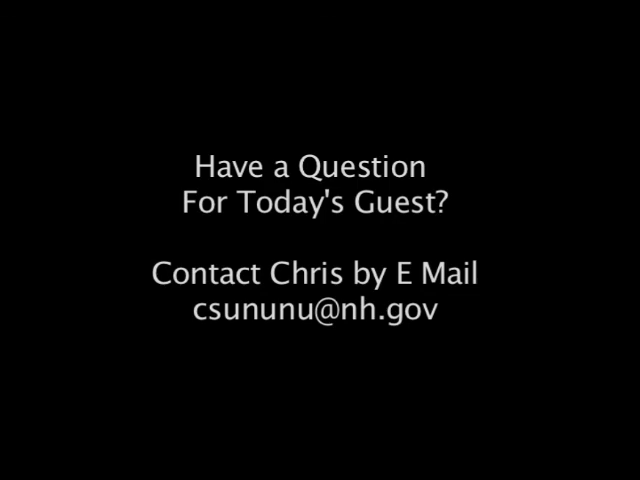 Have a Question
For Today's Guest?
Contact Chris by E Mail
csununu@nh.gov